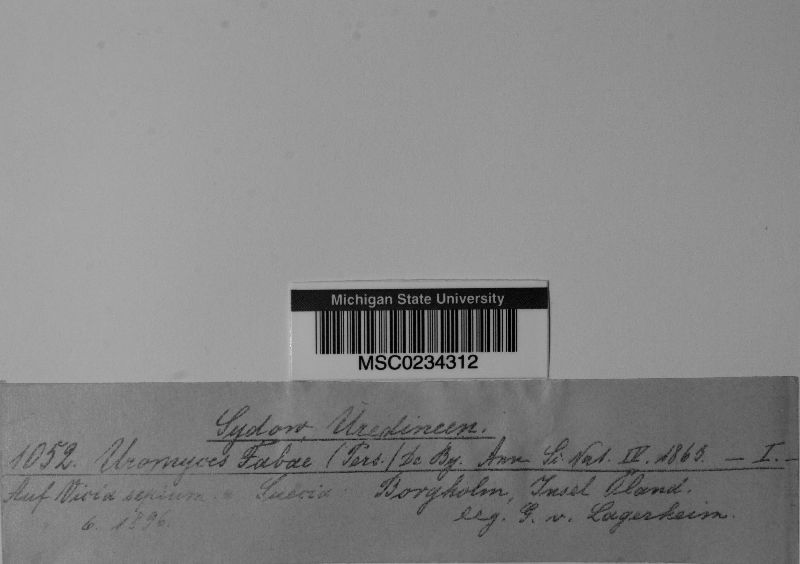 Michigan State University
MSC0234312
Sydow, Uredineen.
1052. Uromyces Fabae (Pers.) De By. Ann. Sc. Nat. IV. 1863. — I. —
Auf Vicia sepium. Suecia: Borgholm, Insel Öland.
6. 1896. leg. G. v. Lagerheim.